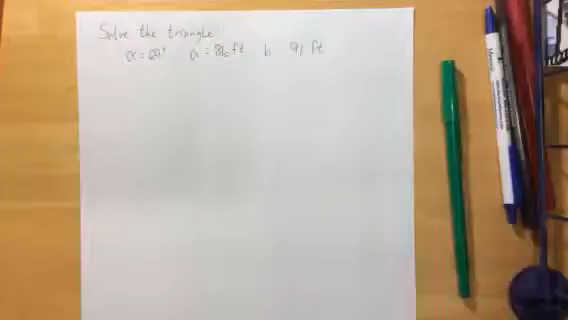 Solve the triangle
α = 60° a = 86 ft b 91 ft